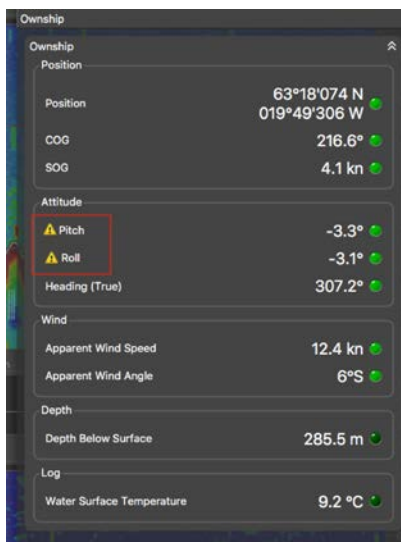 Ownship
Ownship
Position
Position 63°18'074 N
019°49'306 W
COG 216.6°
SOG 4.1 kn
Attitude
Pitch -3.3°
Roll -3.1°
Heading (True) 307.2°
Wind
Apparent Wind Speed 12.4 kn
Apparent Wind Angle 6°S
Depth
Depth Below Surface 285.5 m
Log
Water Surface Temperature 9.2 °C